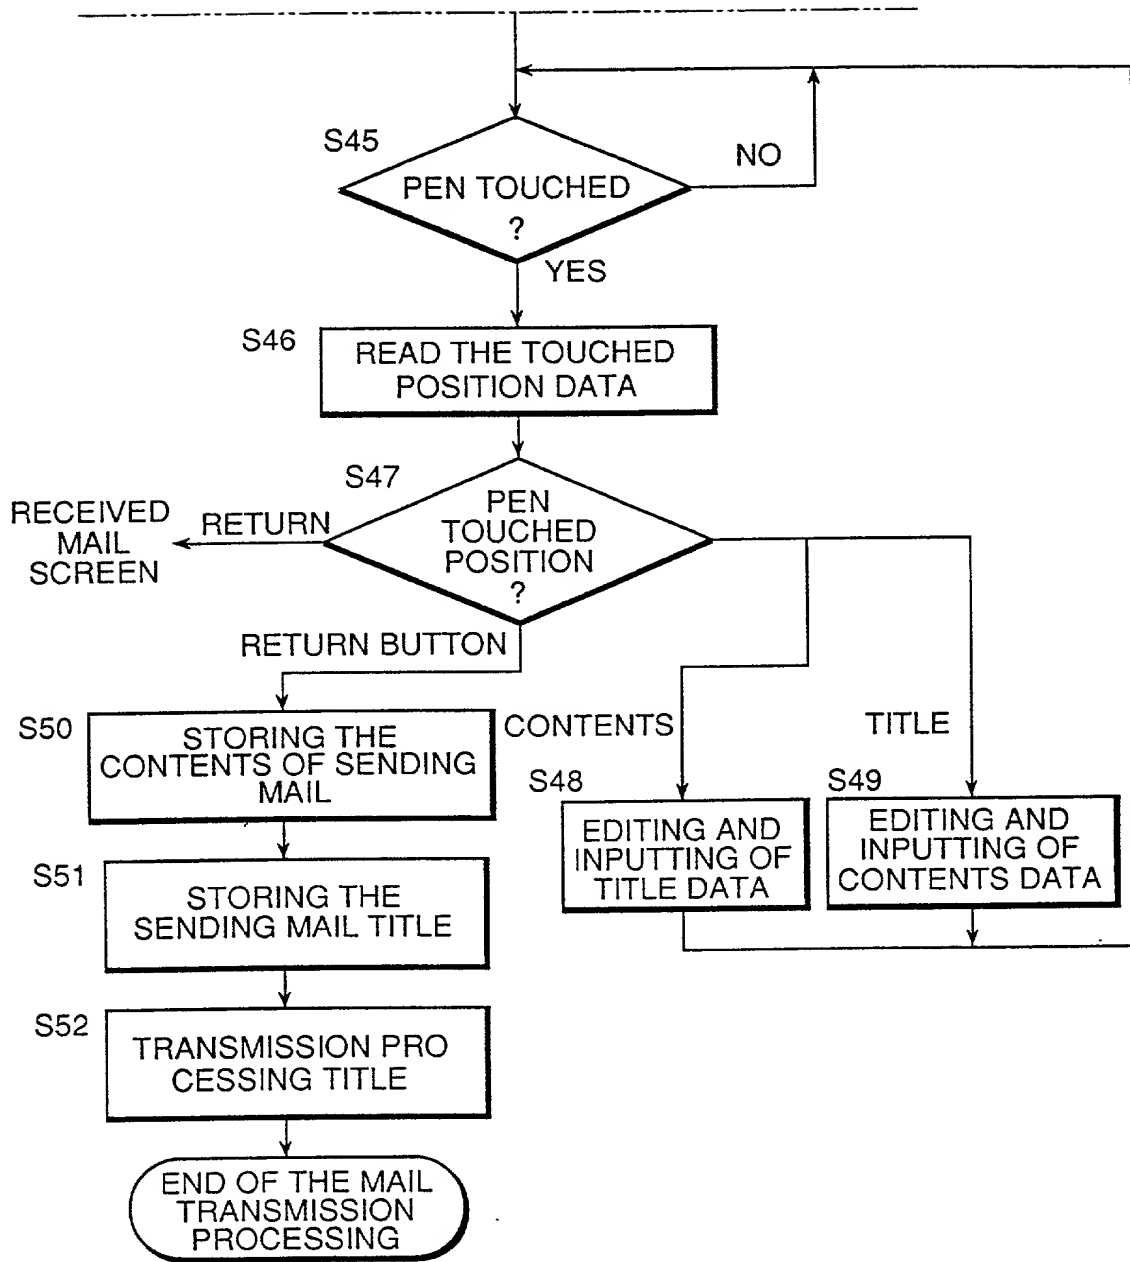 S45
PEN TOUCHED
?
NO
YES
S46
READ THE TOUCHED
POSITION DATA
S47
PEN
TOUCHED
POSITION
?
RECEIVED
MAIL
SCREEN
RETURN
RETURN BUTTON
S50
STORING THE
CONTENTS OF SENDING
MAIL
CONTENTS
TITLE
S48
EDITING AND
INPUTTING OF
TITLE DATA
S49
EDITING AND
INPUTTING OF
CONTENTS DATA
S51
STORING THE
SENDING MAIL TITLE
S52
TRANSMISSION PRO
CESSING TITLE
END OF THE MAIL
TRANSMISSION
PROCESSING